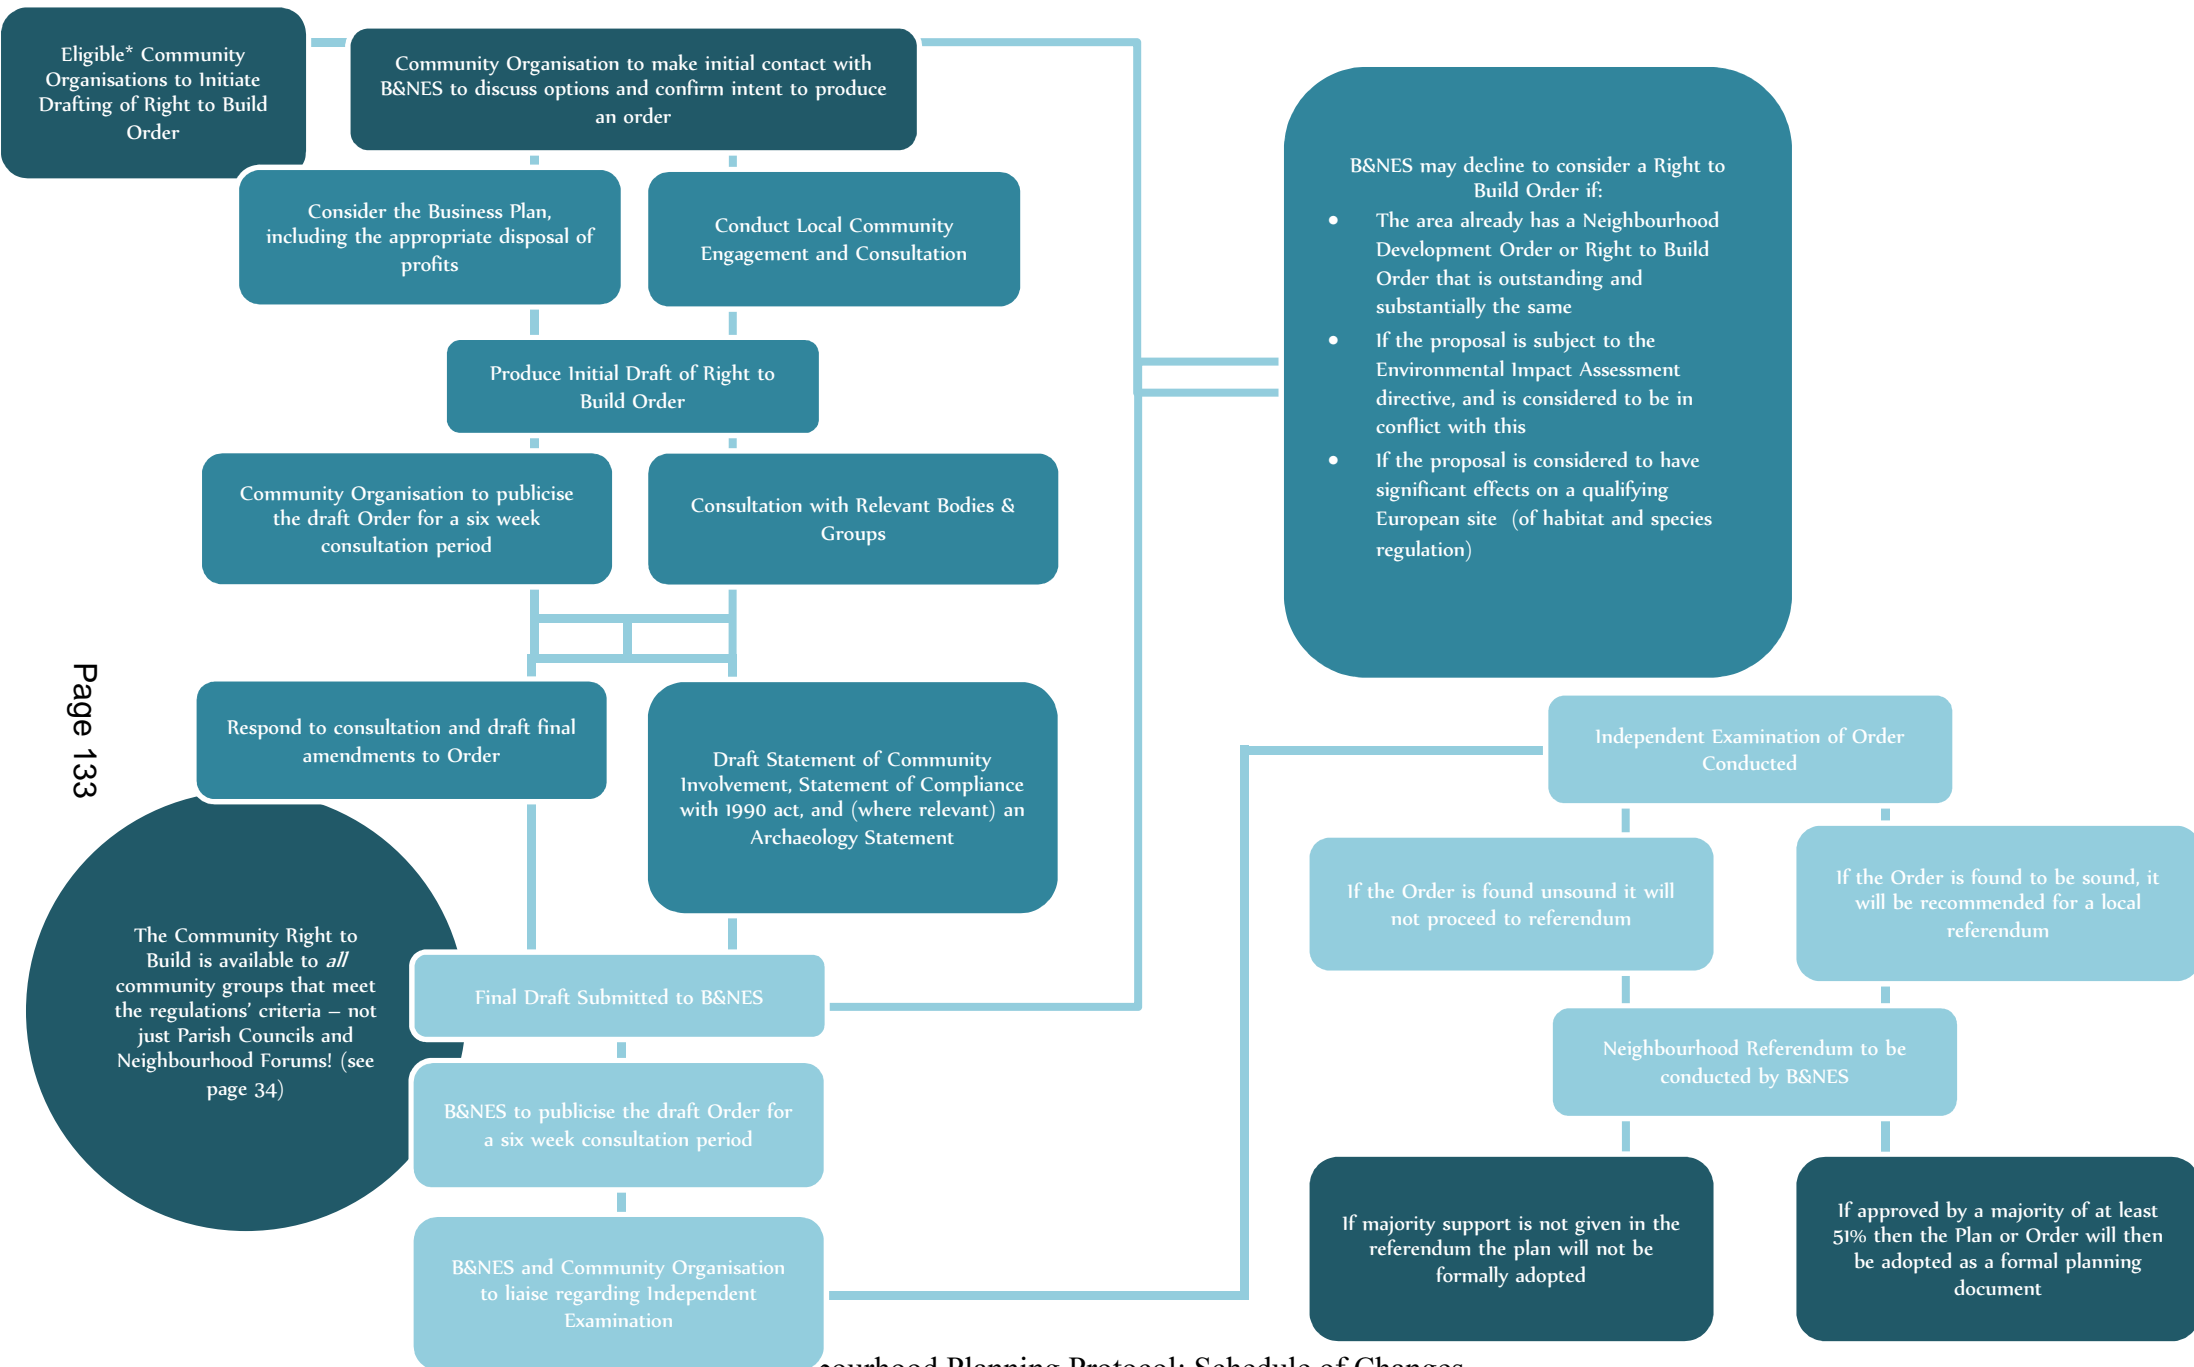 Eligible* Community
Organisations to Initiate
Drafting of Right to Build
Order
Community Organisation to make initial contact with
B&NES to discuss options and confirm intent to produce
an order
Consider the Business Plan,
including the appropriate disposal of
profits
Conduct Local Community
Engagement and Consultation
Produce Initial Draft of Right to
Build Order
Community Organisation to publicise
the draft Order for a six week
consultation period
Consultation with Relevant Bodies &
Groups
Respond to consultation and draft final
amendments to Order
Draft Statement of Community
Involvement, Statement of Compliance
with 1990 act, and (where relevant) an
Archaeology Statement
The Community Right to
Build is available to all
community groups that meet
the regulations' criteria – not
just Parish Councils and
Neighbourhood Forums! (see
page 34)
Final Draft Submitted to B&NES
B&NES to publicise the draft Order for
a six week consultation period
B&NES and Community Organisation
to liaise regarding Independent
Examination
B&NES may decline to consider a Right to
Build Order if:
• The area already has a Neighbourhood
Development Order or Right to Build
Order that is outstanding and
substantially the same
• If the proposal is subject to the
Environmental Impact Assessment
directive, and is considered to be in
conflict with this
• If the proposal is considered to have
significant effects on a qualifying
European site (of habitat and species
regulation)
Independent Examination of Order
Conducted
If the Order is found unsound it will
not proceed to referendum
If the Order is found to be sound, it
will be recommended for a local
referendum
Neighbourhood Referendum to be
conducted by B&NES
If majority support is not given in the
referendum the plan will not be
formally adopted
If approved by a majority of at least
51% then the Plan or Order will then
be adopted as a formal planning
document
Page 133
Planning Protocol: Schedule of Changes